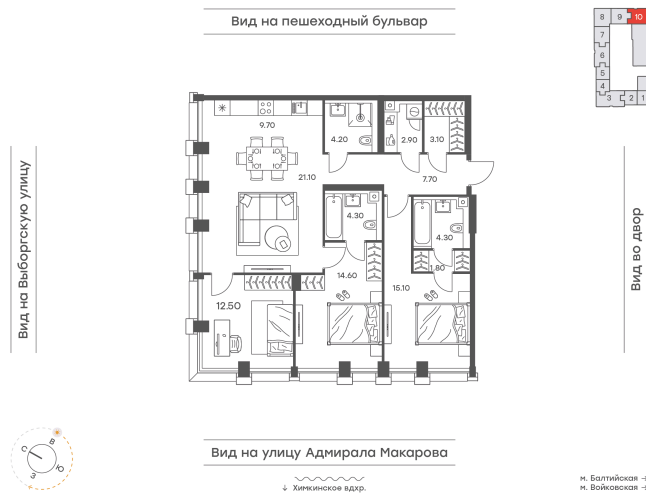 Вид на пешеходный бульвар
8 9 10
7
6
5
4
3 2 1
9.70
4.20
2.90
3.10
21.10
7.70
4.30
4.30
14.60
1.80
15.10
12.50
Вид на Выборгскую улицу
Вид во двор
Вид на улицу Адмирала Макарова
С В
З Ю
↓ Химкинское вдхр.
м. Балтийская
м. Войковская